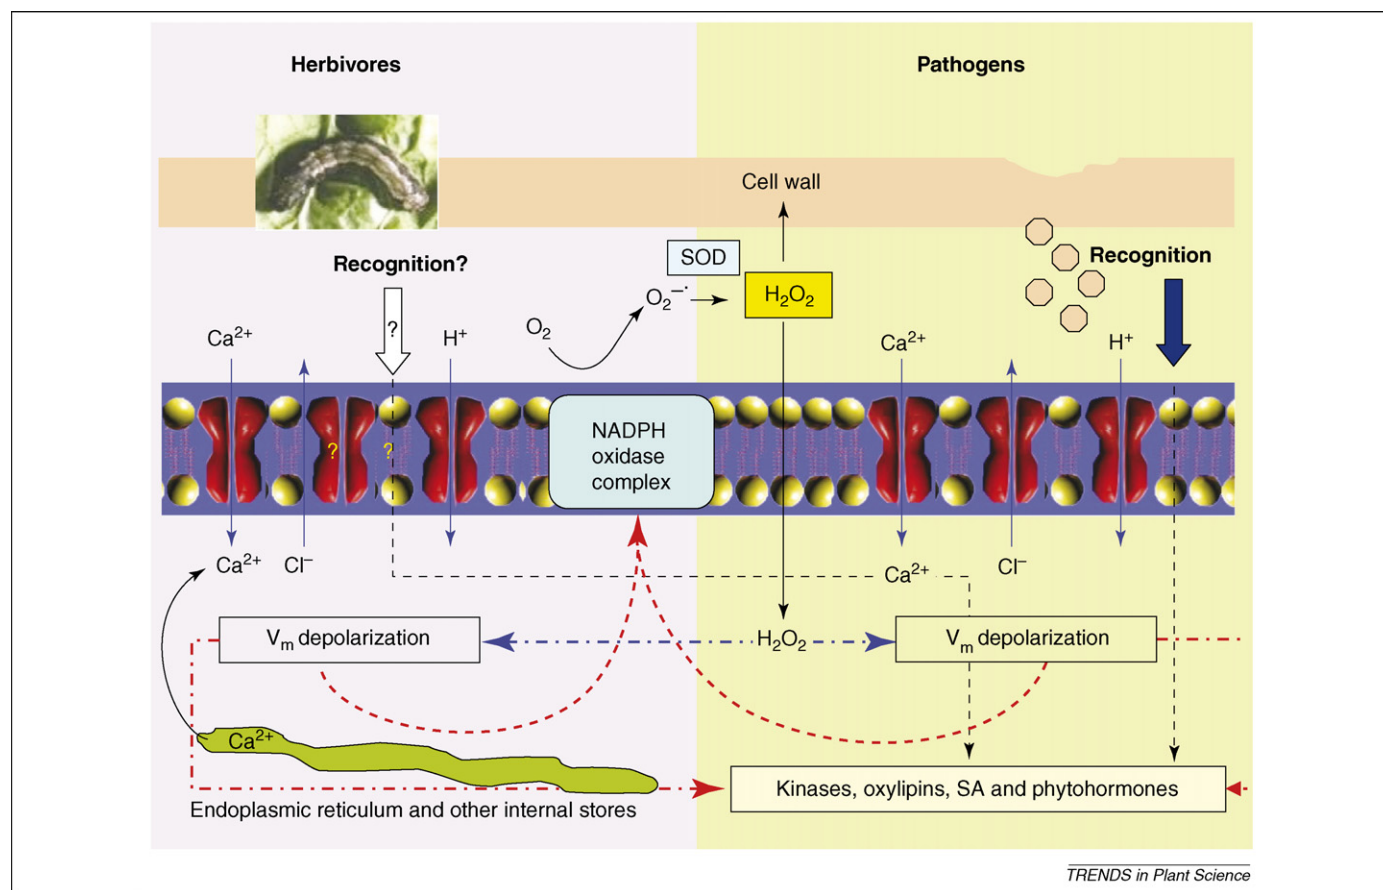 Herbivores
Pathogens
Cell wall
Recognition?
?
SOD
O₂⁻·
H₂O₂
Recognition
O₂
Ca²⁺
H⁺
Ca²⁺
H⁺
NADPH
oxidase
complex
?
?
Ca²⁺
Cl⁻
Ca²⁺
Cl⁻
Vₘ depolarization
H₂O₂
Vₘ depolarization
Ca²⁺
Kinases, oxylipins, SA and phytohormones
Endoplasmic reticulum and other internal stores
TRENDS in Plant Science